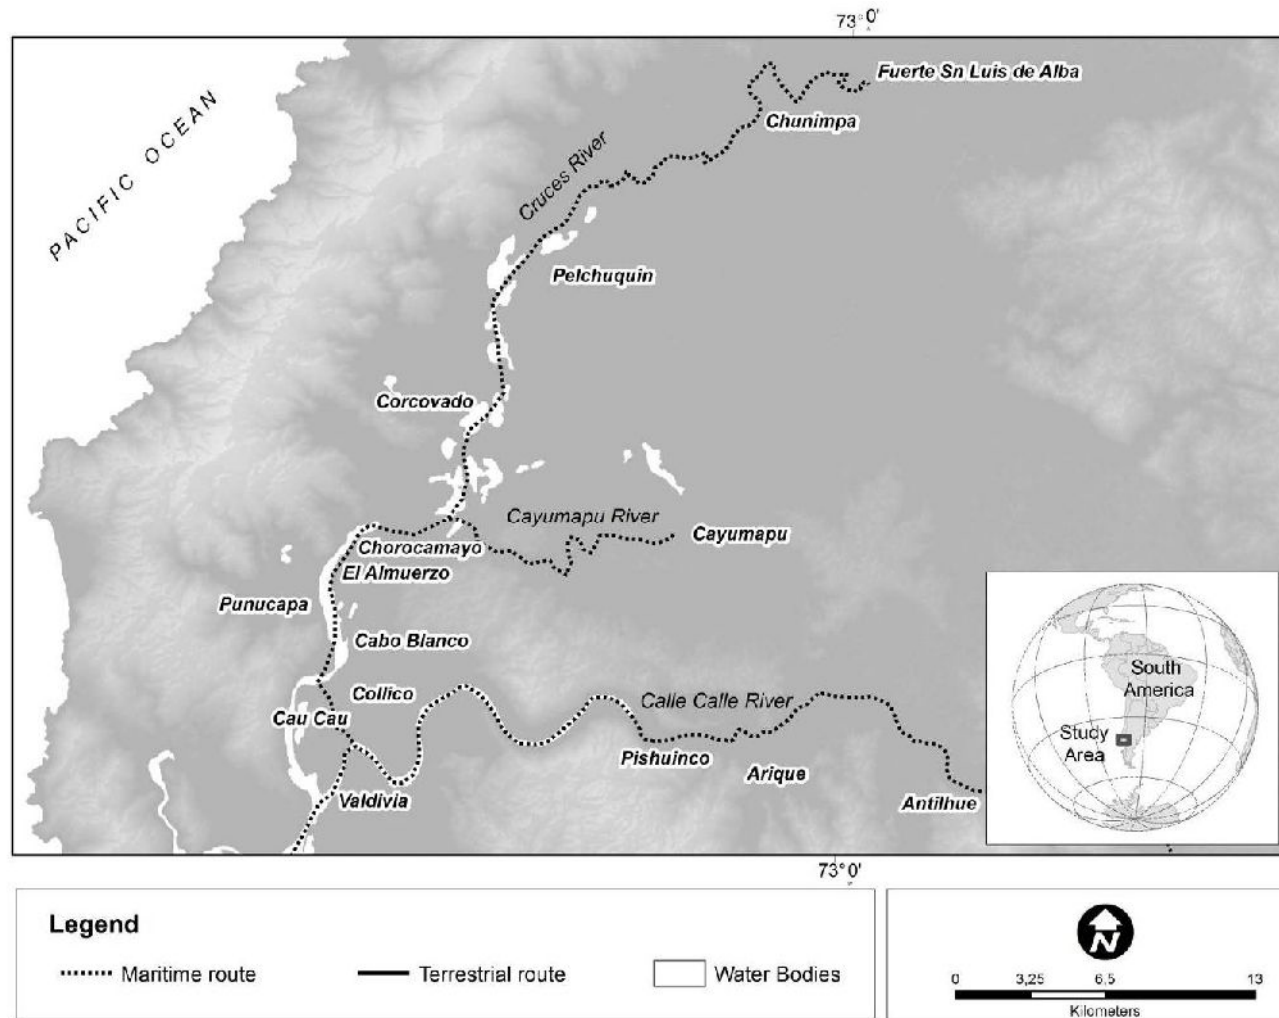 73° 0'
PACIFIC OCEAN
Fuerte Sn Luis de Alba
Chunimpa
Cruces River
Pelchuquin
Corcovado
Cayumapu River
Cayumapu
Chorocamayo
El Almuerzo
Punucapa
Cabo Blanco
Collico
Calle Calle River
Cau Cau
Pishuinco
Arique
Valdivia
Antilhue
South
America
Study
Area
73° 0'
Legend
Maritime route
Terrestrial route
Water Bodies
N
0 3,25 6,5 13
Kilometers